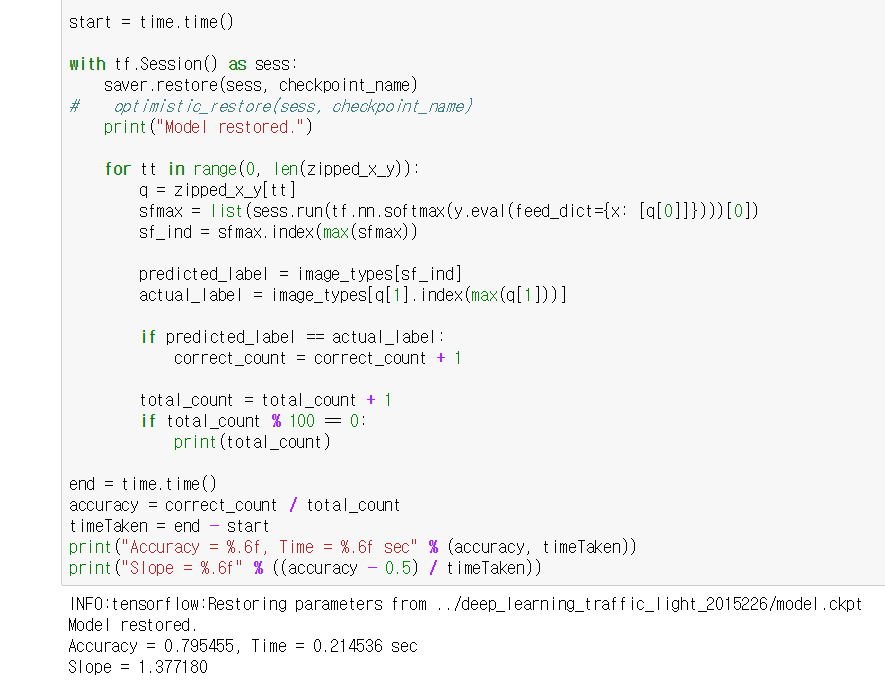 start = time.time()
with tf.Session() as sess:
    saver.restore(sess, checkpoint_name)
#    optimistic_restore(sess, checkpoint_name)
    print("Model restored.")
    for tt in range(0, len(zipped_x_y)):
        q = zipped_x_y[tt]
        sfmax = list(sess.run(tf.nn.softmax(y.eval(feed_dict={x: [q[0]]})))[0])
        sf_ind = sfmax.index(max(sfmax))
        predicted_label = image_types[sf_ind]
        actual_label = image_types[q[1].index(max(q[1]))]
        if predicted_label == actual_label:
            correct_count = correct_count + 1
        total_count = total_count + 1
        if total_count % 100 == 0:
            print(total_count)
end = time.time()
accuracy = correct_count / total_count
timeTaken = end - start
print("Accuracy = %.6f, Time = %.6f sec" % (accuracy, timeTaken))
print("Slope = %.6f" % ((accuracy - 0.5) / timeTaken))
INFO:tensorflow:Restoring parameters from ../deep_learning_traffic_light_2015226/model.ckpt
Model restored.
Accuracy = 0.795455, Time = 0.214536 sec
Slope = 1.377180